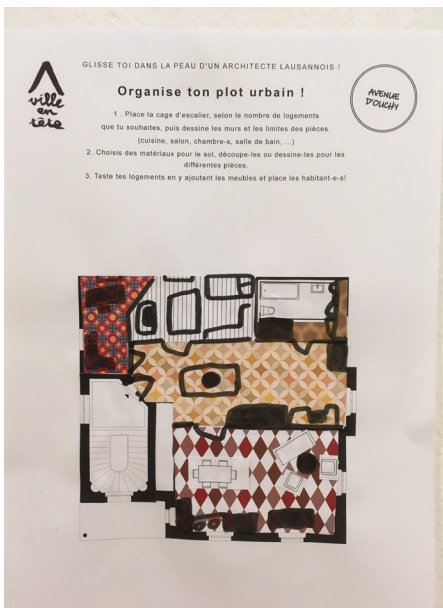 GLISSE TOI DANS LA PEAU D'UN ARCHITECTE LAUSANNOIS !
ville
en
tête
Organise ton plot urbain !
AVENUE
D'OUCHY
1. Place la cage d'escalier, selon le nombre de logements
que tu souhaites, puis dessine les murs et les limites des pièces.
(cuisine, salon, chambre-s, salle de bain, ...)
2. Choisis des matériaux pour le sol, découpe-les ou dessine-les pour les
différentes pièces.
3. Teste tes logements en y ajoutant les meubles et place les habitant-e-s!